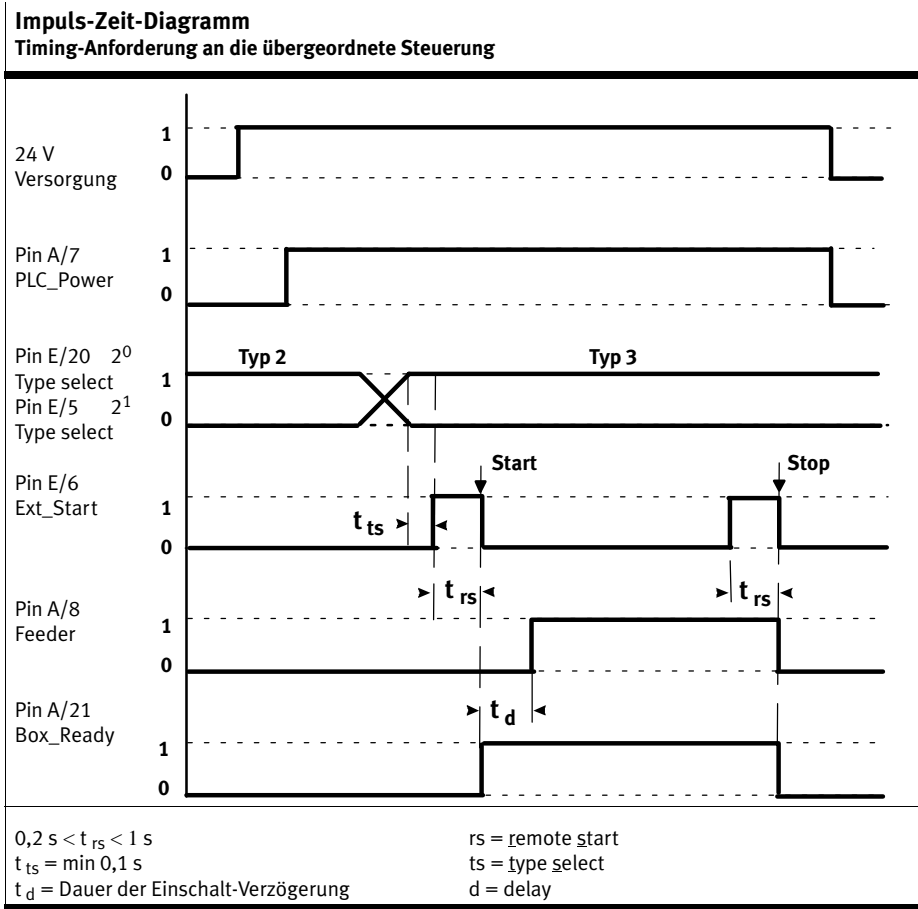 Impuls-Zeit-Diagramm
Timing-Anforderung an die übergeordnete Steuerung
24 V
Versorgung
1
0
Pin A/7
PLC_Power
1
0
Pin E/20 2⁰
Type select
Pin E/5 2¹
Type select
1
0
Typ 2
Typ 3
Pin E/6
Ext_Start
1
0
Start
Stop
t ts
t rs
t rs
Pin A/8
Feeder
1
0
Pin A/21
Box_Ready
1
0
t d
0,2 s < t rs < 1 s
t ts = min 0,1 s
t d = Dauer der Einschalt-Verzögerung
rs = remote start
ts = type select
d = delay